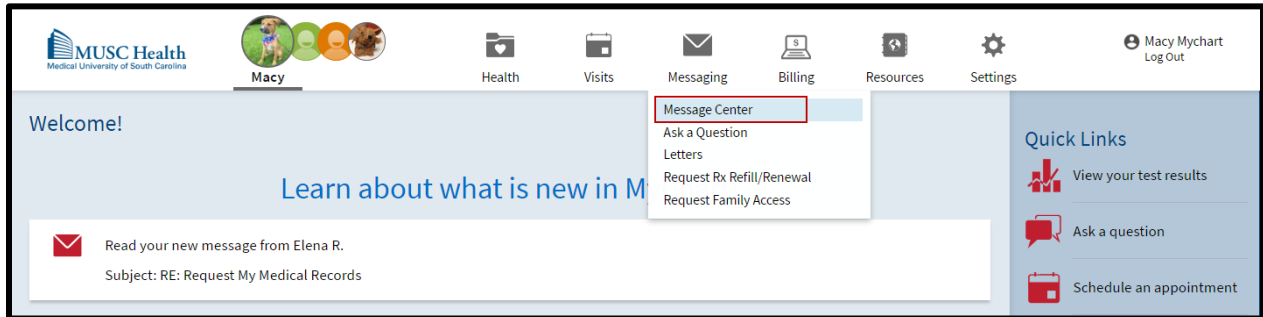 MUSC Health
Medical University of South Carolina
Macy
Health
Visits
Messaging
Billing
Resources
Settings
Macy Mychart
Log Out
Message Center
Ask a Question
Letters
Request Rx Refill/Renewal
Request Family Access
Welcome!
Learn about what is new in M
Read your new message from Elena R.
Subject: RE: Request My Medical Records
Quick Links
View your test results
Ask a question
Schedule an appointment